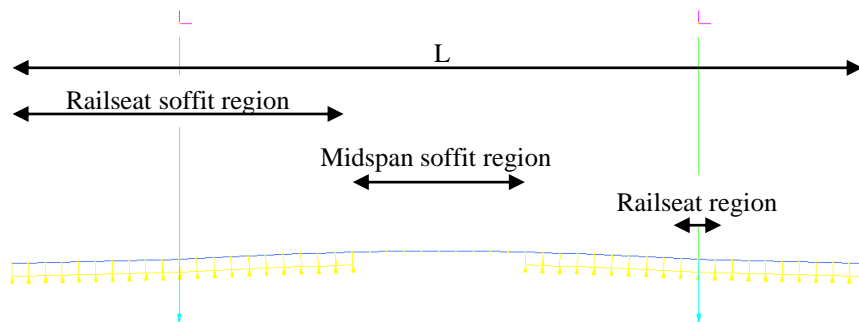 L
Railseat soffit region
Midspan soffit region
Railseat region